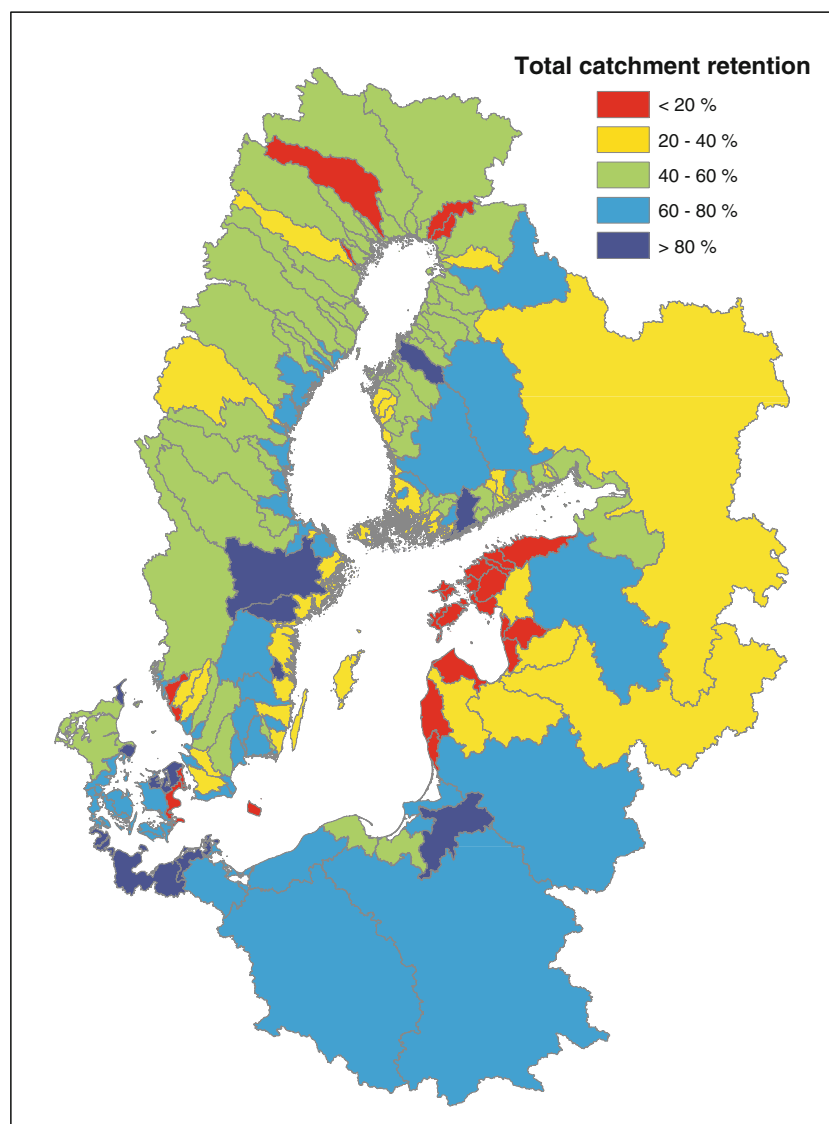 Total catchment retention
< 20 %
20 - 40 %
40 - 60 %
60 - 80 %
> 80 %